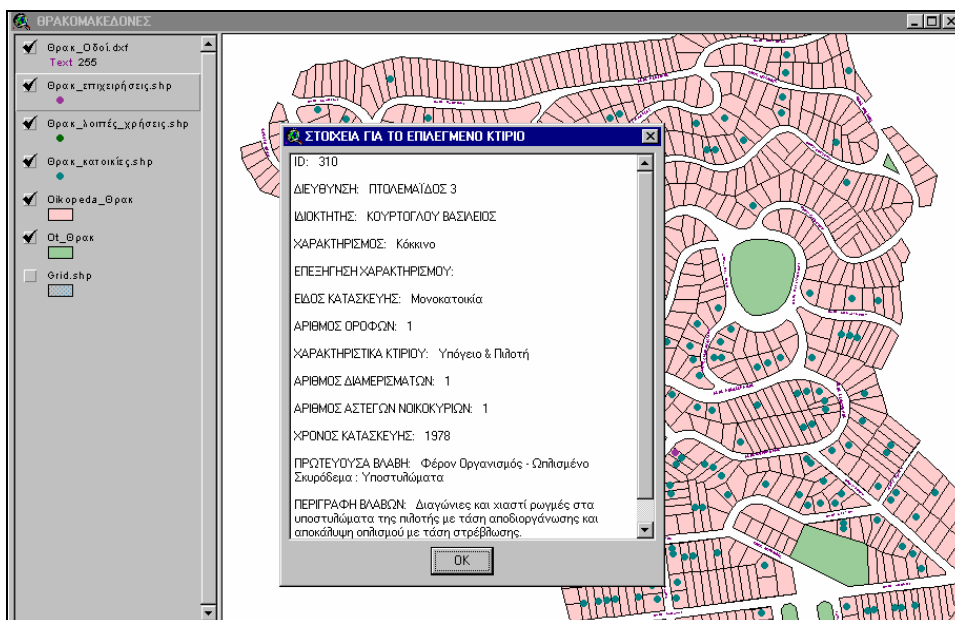 ΘΡΑΚΟΜΑΚΕΔΟΝΕΣ
Θρακ_Οδοί.dxf
Text 255
Θρακ_επιχειρήσεις.shp
Θρακ_λοιπές_χρήσεις.shp
Θρακ_κατοικίες.shp
Oikopeda_Θρακ
Ot_Θρακ
Grid.shp
ΣΤΟΙΧΕΙΑ ΓΙΑ ΤΟ ΕΠΙΛΕΓΜΕΝΟ ΚΤΙΡΙΟ
ID: 310
ΔΙΕΥΘΥΝΣΗ: ΠΤΟΛΕΜΑΪΔΟΣ 3
ΙΔΙΟΚΤΗΤΗΣ: ΚΟΥΡΤΟΓΛΟΥ ΒΑΣΙΛΕΙΟΣ
ΧΑΡΑΚΤΗΡΙΣΜΟΣ: Κόκκινο
ΕΠΕΞΗΓΗΣΗ ΧΑΡΑΚΤΗΡΙΣΜΟΥ:
ΕΙΔΟΣ ΚΑΤΑΣΚΕΥΗΣ: Μονοκατοικία
ΑΡΙΘΜΟΣ ΟΡΟΦΩΝ: 1
ΧΑΡΑΚΤΗΡΙΣΤΙΚΑ ΚΤΙΡΙΟΥ: Υπόγειο & Πιλοτή
ΑΡΙΘΜΟΣ ΔΙΑΜΕΡΙΣΜΑΤΩΝ: 1
ΑΡΙΘΜΟΣ ΑΣΤΕΓΩΝ ΝΟΙΚΟΚΥΡΙΩΝ: 1
ΧΡΟΝΟΣ ΚΑΤΑΣΚΕΥΗΣ: 1978
ΠΡΩΤΕΥΟΥΣΑ ΒΛΑΒΗ: Φέρον Οργανισμός - Ωπλισμένο
Σκυρόδεμα : Υποστυλώματα
ΠΕΡΙΓΡΑΦΗ ΒΛΑΒΩΝ: Διαγώνιες και χιαστί ρωγμές στα
υποστυλώματα της πιλοτής με τάση αποδιοργάνωσης και
αποκάλυψη οπλισμού με τάση στρέβλωσης.
OK